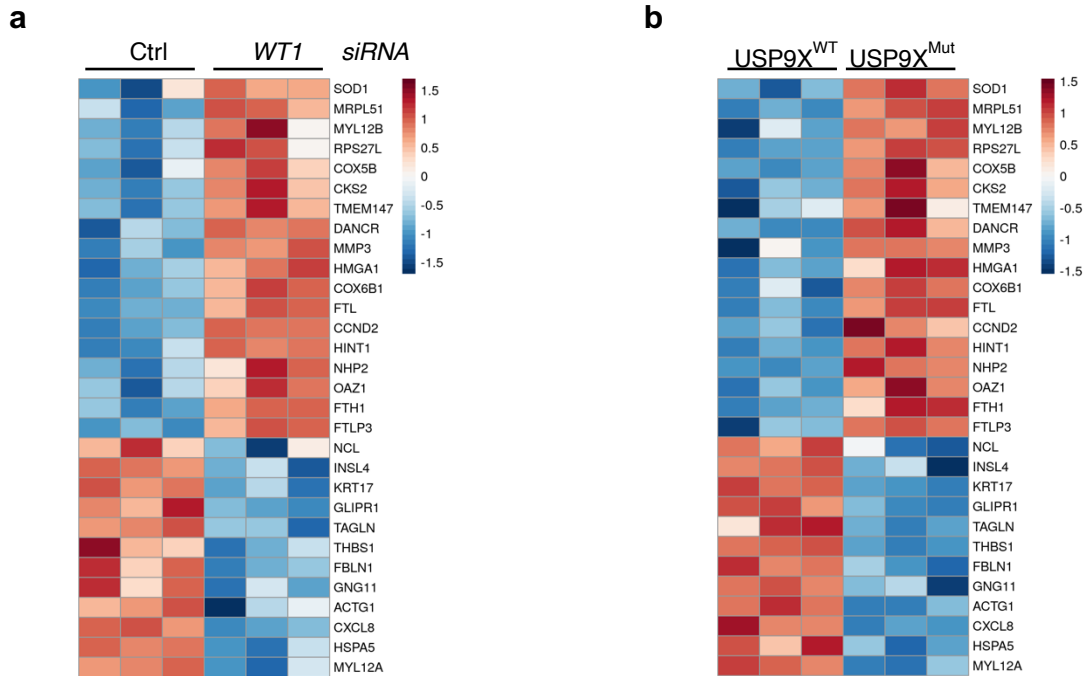 a
Ctrl WT1 siRNA
SOD1
MRPL51
MYL12B
RPS27L
COX5B
CKS2
TMEM147
DANCR
MMP3
HMGA1
COX6B1
FTL
CCND2
HINT1
NHP2
OAZ1
FTH1
FTLP3
NCL
INSL4
KRT17
GLIPR1
TAGLN
THBS1
FBLN1
GNG11
ACTG1
CXCL8
HSPA5
MYL12A
1.5
1
0.5
0
-0.5
-1
-1.5
b
USP9XWT USP9XMut
SOD1
MRPL51
MYL12B
RPS27L
COX5B
CKS2
TMEM147
DANCR
MMP3
HMGA1
COX6B1
FTL
CCND2
HINT1
NHP2
OAZ1
FTH1
FTLP3
NCL
INSL4
KRT17
GLIPR1
TAGLN
THBS1
FBLN1
GNG11
ACTG1
CXCL8
HSPA5
MYL12A
1.5
1
0.5
0
-0.5
-1
-1.5